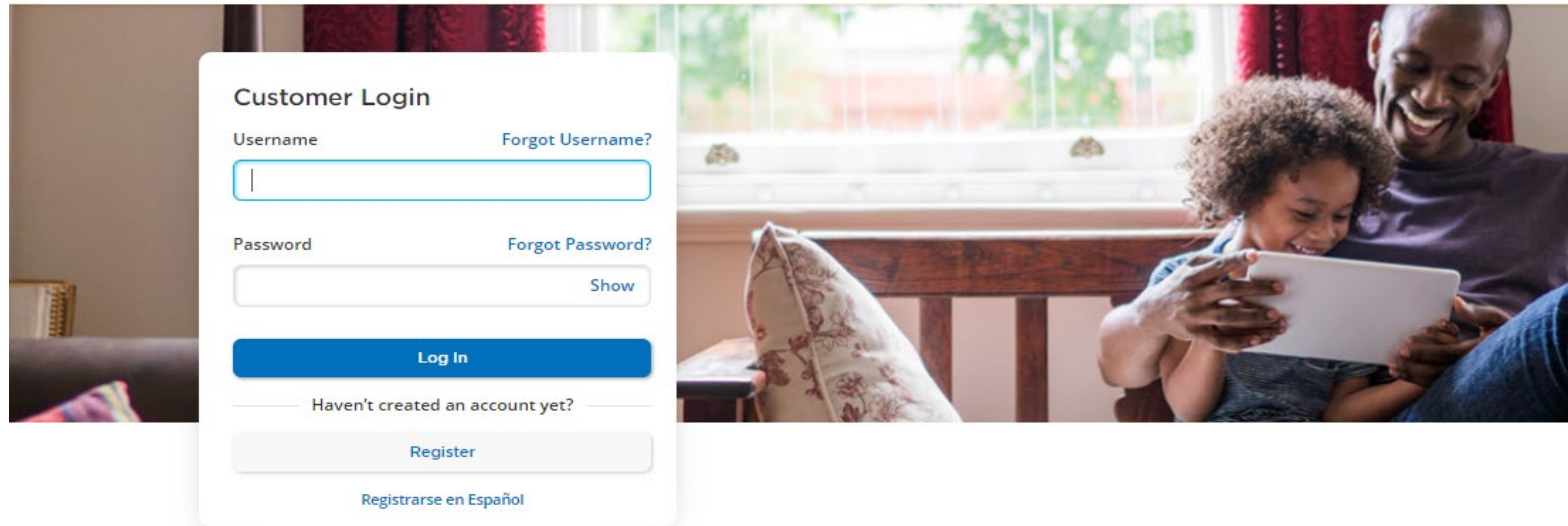 Customer Login
Username Forgot Username?
Password Forgot Password?
Show
Log In
Haven't created an account yet?
Register
Registrarse en Español